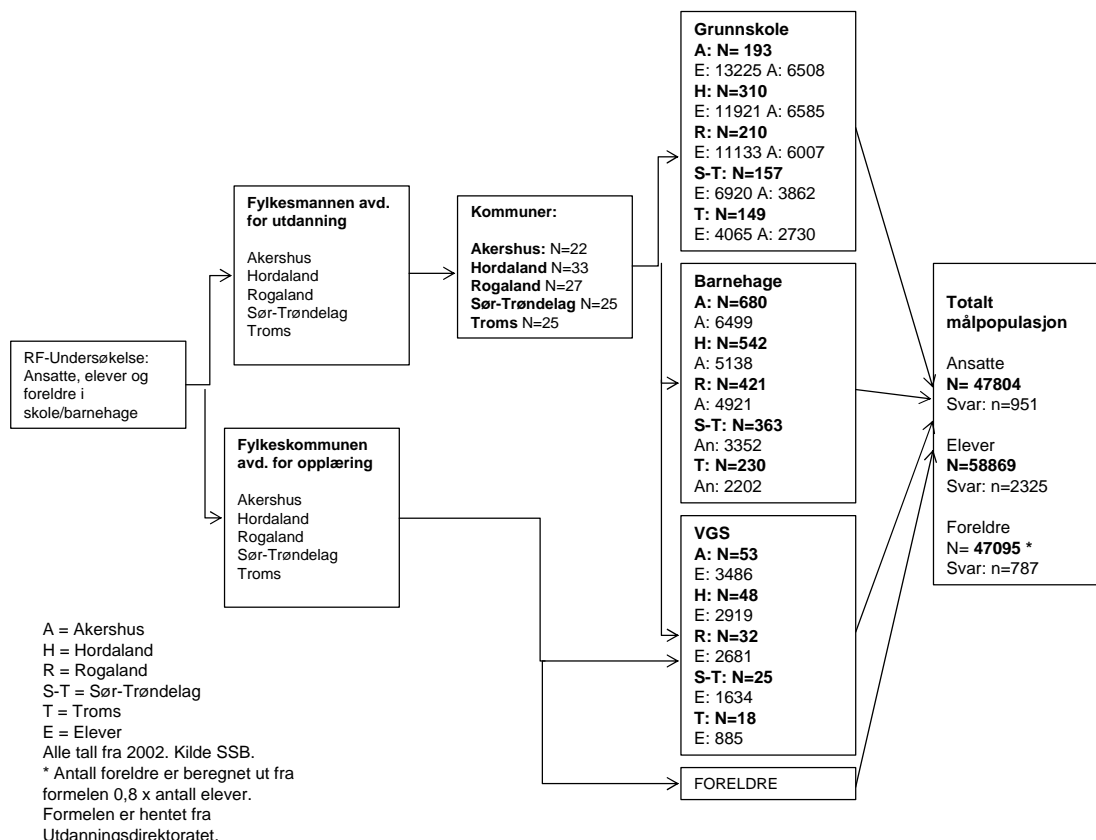 RF-Undersøkelse:
Ansatte, elever og
foreldre i
skole/barnehage
Fylkesmannen avd.
for utdanning
Akershus
Hordaland
Rogaland
Sør-Trøndelag
Troms
Fylkeskommunen
avd. for opplæring
Akershus
Hordaland
Rogaland
Sør-Trøndelag
Troms
Kommuner:
Akershus: N=22
Hordaland N=33
Rogaland N=27
Sør-Trøndelag N=25
Troms N=25
Grunnskole
A: N= 193
E: 13225 A: 6508
H: N=310
E: 11921 A: 6585
R: N=210
E: 11133 A: 6007
S-T: N=157
E: 6920 A: 3862
T: N=149
E: 4065 A: 2730
Barnehage
A: N=680
A: 6499
H: N=542
A: 5138
R: N=421
A: 4921
S-T: N=363
An: 3352
T: N=230
An: 2202
VGS
A: N=53
E: 3486
H: N=48
E: 2919
R: N=32
E: 2681
S-T: N=25
E: 1634
T: N=18
E: 885
FORELDRE
Totalt
målpopulasjon
Ansatte
N= 47804
Svar: n=951
Elever
N=58869
Svar: n=2325
Foreldre
N= 47095 *
Svar: n=787
A = Akershus
H = Hordaland
R = Rogaland
S-T = Sør-Trøndelag
T = Troms
E = Elever
Alle tall fra 2002. Kilde SSB.
* Antall foreldre er beregnet ut fra
formelen 0,8 x antall elever.
Formelen er hentet fra
Utdanningsdirektoratet.